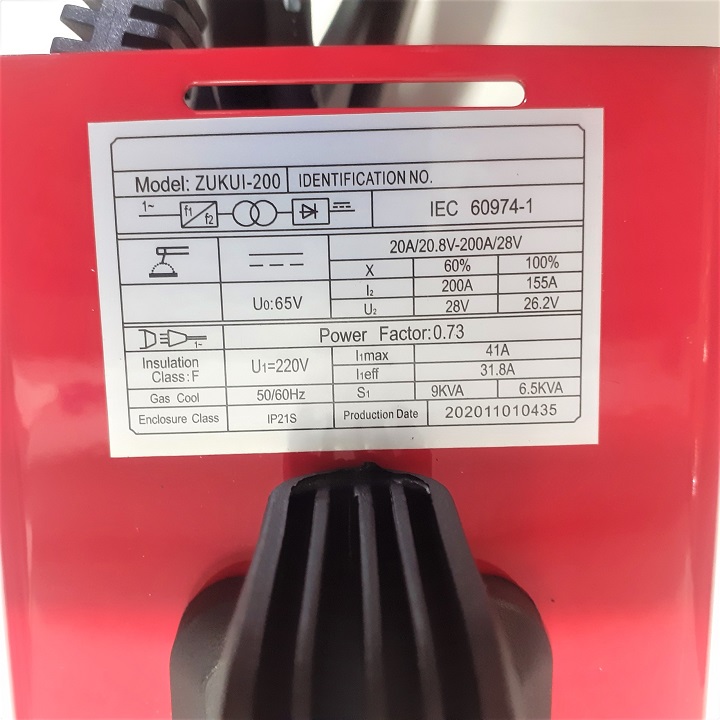 Model: ZUKUI-200 IDENTIFICATION NO.
1~ f1 f2 IEC 60974-1
20A/20.8V-200A/28V
X 60% 100%
I2 200A 155A
U0:65V U2 28V 26.2V
1~ Power Factor:0.73
Insulation Class:F U1=220V I1max 41A
I1eff 31.8A
Gas Cool 50/60Hz S1 9KVA 6.5KVA
Enclosure Class IP21S Production Date 202011010435